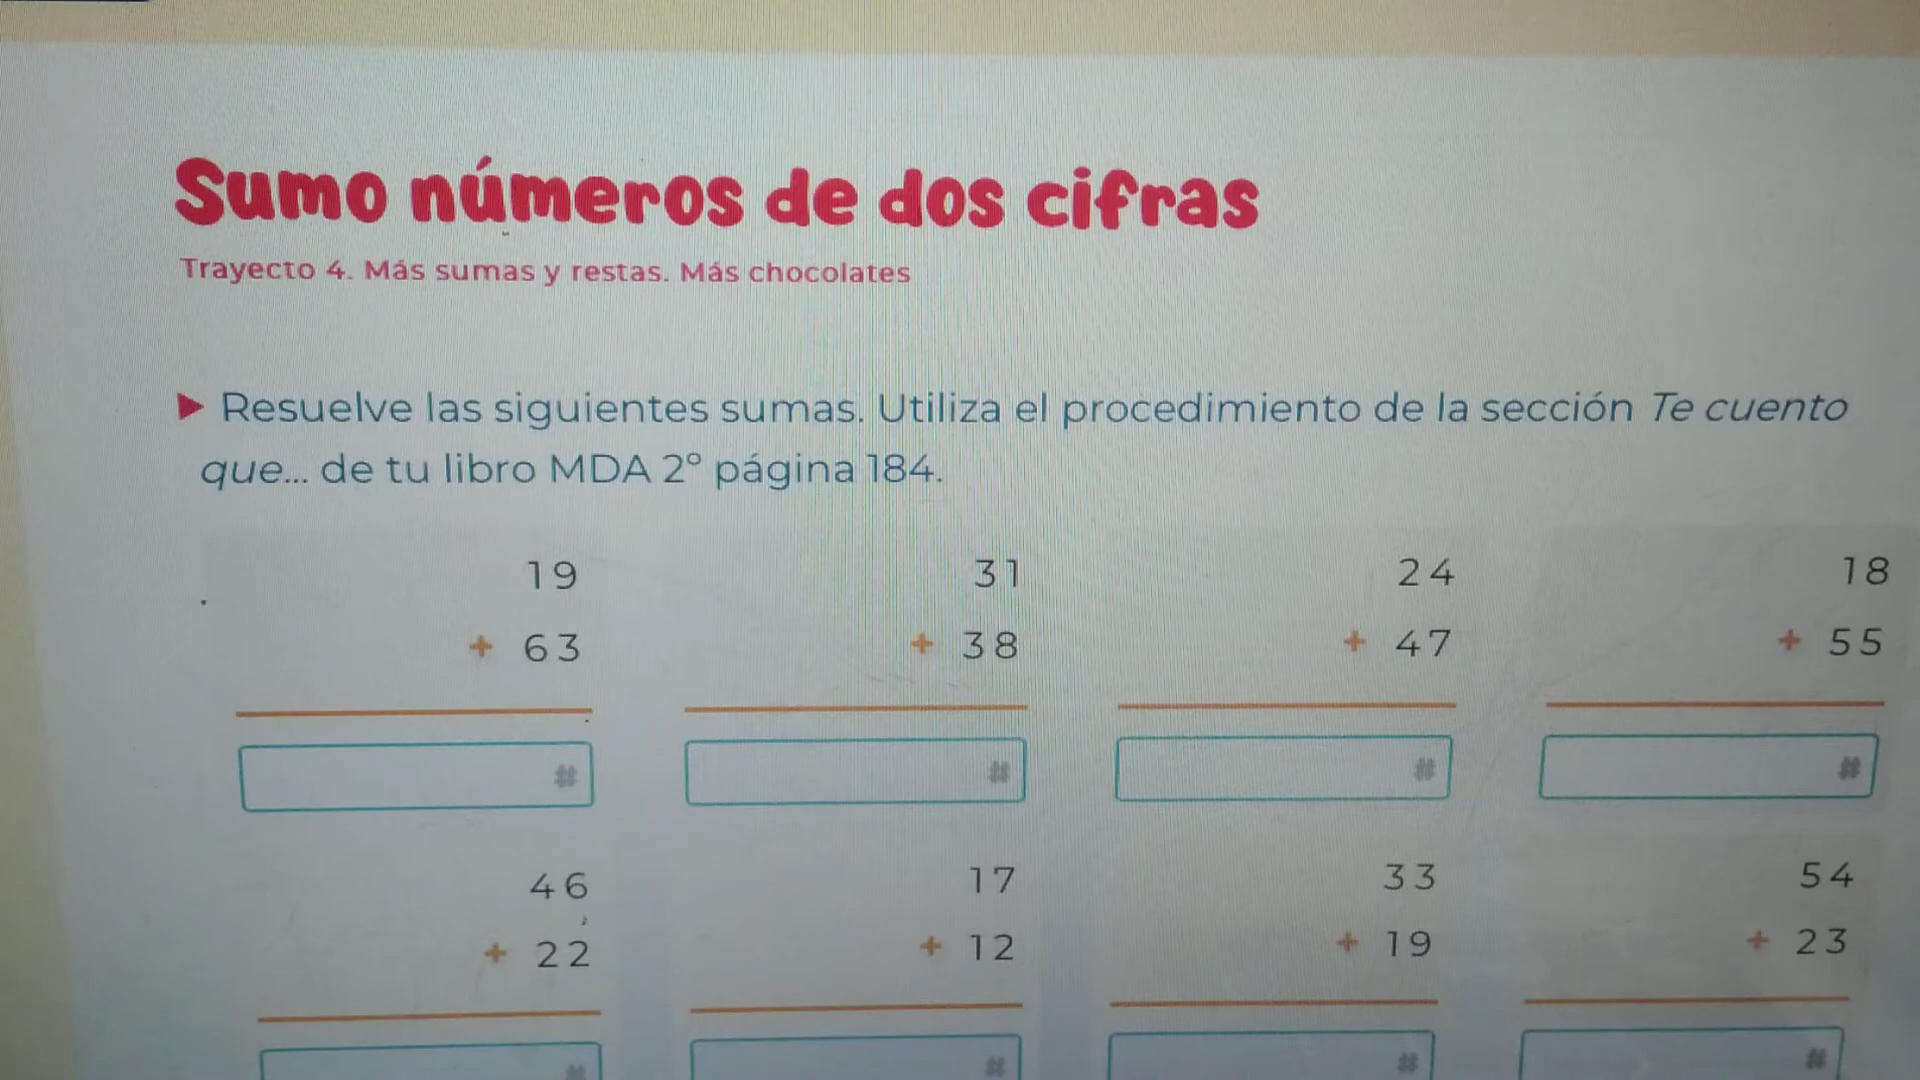 Sumo números de dos cifras
Trayecto 4. Más sumas y restas. Más chocolates
Resuelve las siguientes sumas. Utiliza el procedimiento de la sección Te cuento
que... de tu libro MDA 2º página 184.
19 31 24 18
+ 63 + 38 + 47 + 55
# # # #
46 17 33 54
+ 22 + 12 + 19 + 23
# # # #